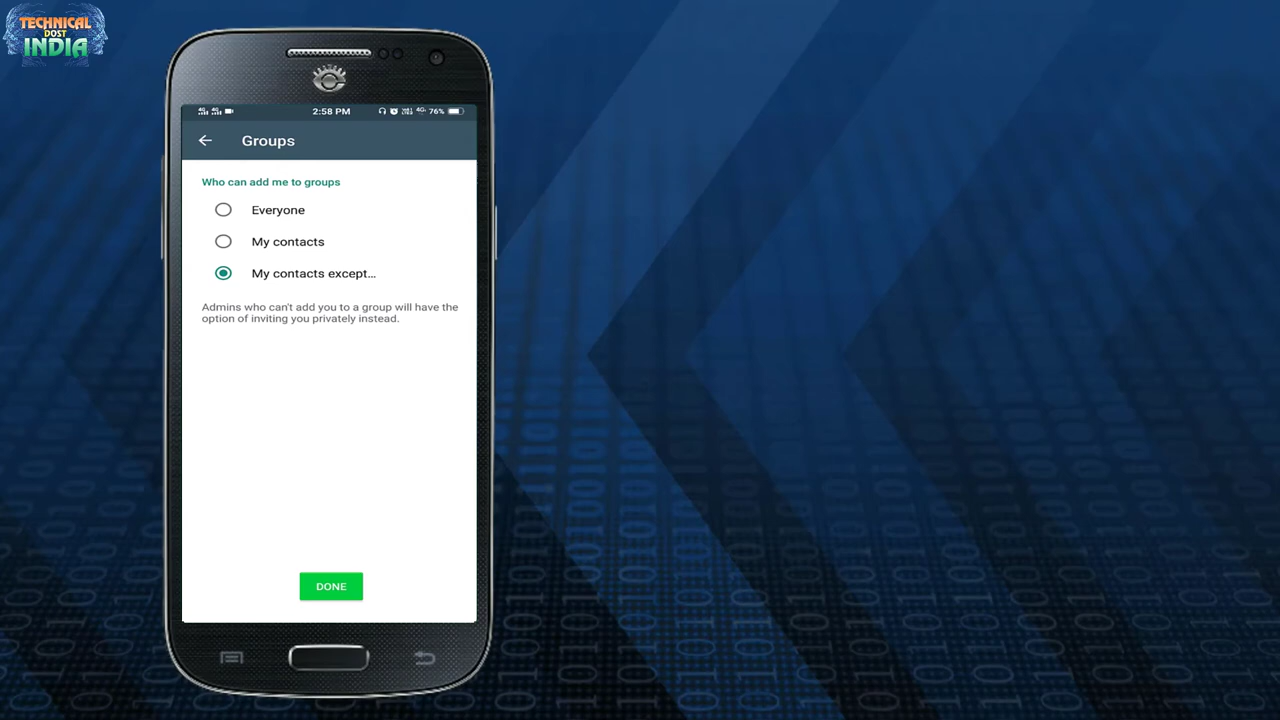 TECHNICAL
DOST
INDIA
2:58 PM
4G 76%
Groups
Who can add me to groups
Everyone
My contacts
My contacts except...
Admins who can't add you to a group will have the
option of inviting you privately instead.
DONE